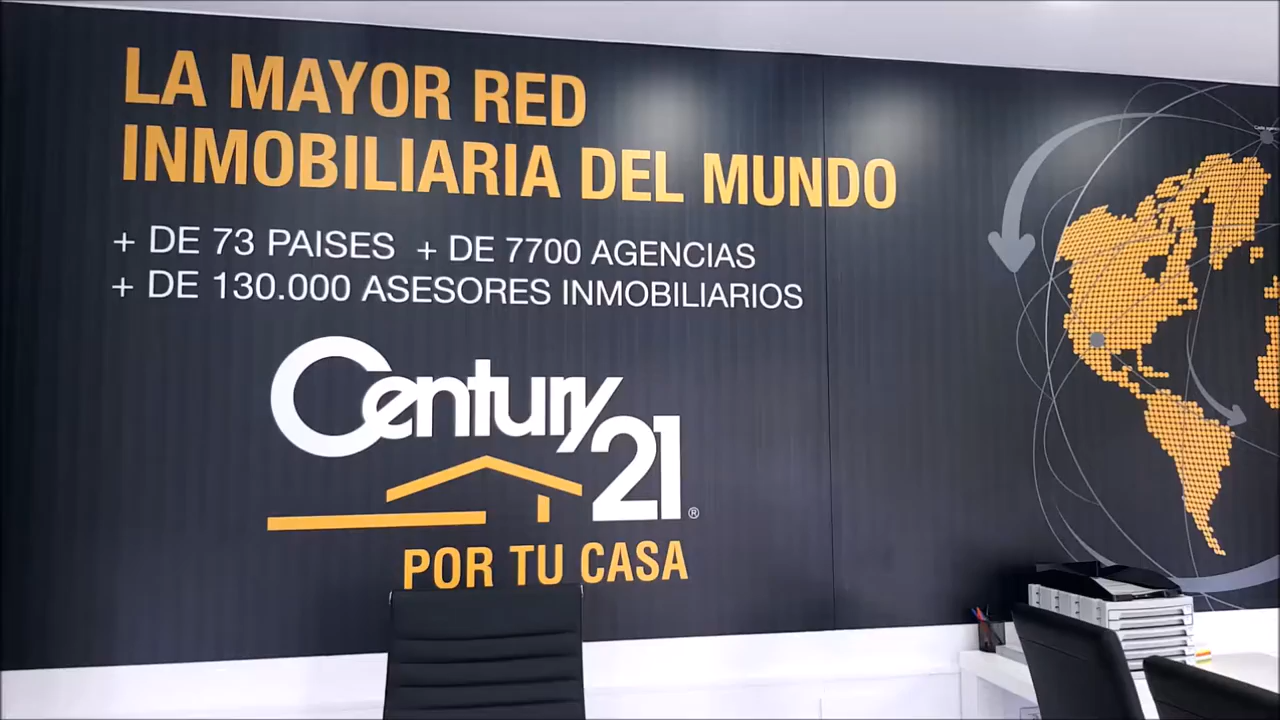 LA MAYOR RED
INMOBILIARIA DEL MUNDO
+ DE 73 PAISES + DE 7700 AGENCIAS
+ DE 130.000 ASESORES INMOBILIARIOS
Century
21®
POR TU CASA